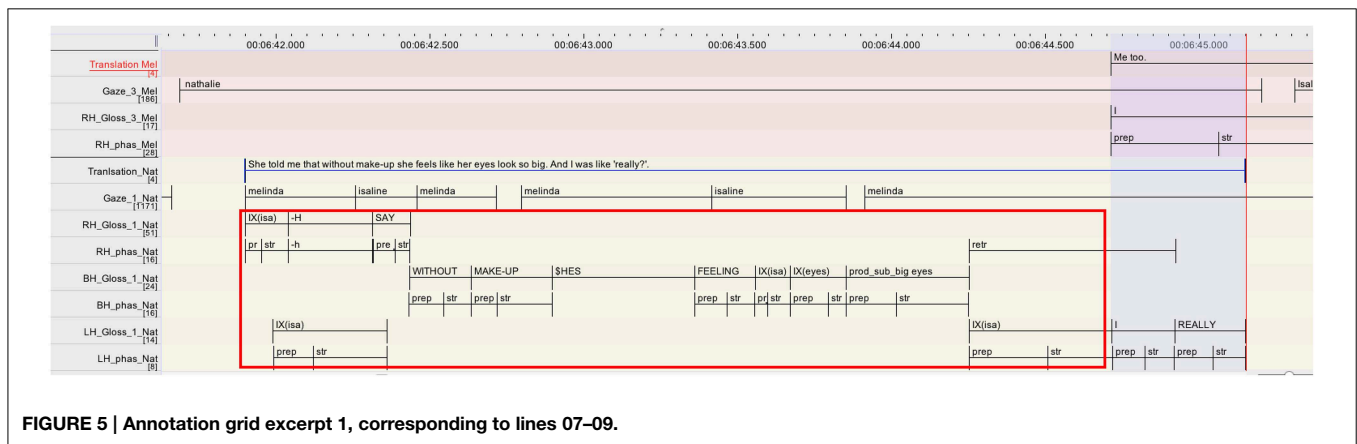 00:06:42.000 00:06:42.500 00:06:43.000 00:06:43.500 00:06:44.000 00:06:44.500 00:06:45.000
Translation Mel [4] Me too.
Gaze_3_Mel [186] nathalie Isal
RH_Gloss_3_Mel [17] I
RH_phas_Mel [28] prep str
Tranlsation_Nat [4] She told me that without make-up she feels like her eyes look so big. And I was like 'really?'.
Gaze_1_Nat [1171] melinda isaline melinda melinda isaline melinda
RH_Gloss_1_Nat [51] IX(isa) -H SAY
RH_phas_Nat [16] pr str -h pre str retr
BH_Gloss_1_Nat [24] WITHOUT MAKE-UP $HES FEELING IX(isa) IX(eyes) prod_sub_big eyes
BH_phas_Nat [16] prep str prep str prep str pr str prep str prep str
LH_Gloss_1_Nat [14] IX(isa) IX(isa) I REALLY
LH_phas_Nat [8] prep str prep str prep str prep str
FIGURE 5 | Annotation grid excerpt 1, corresponding to lines 07–09.